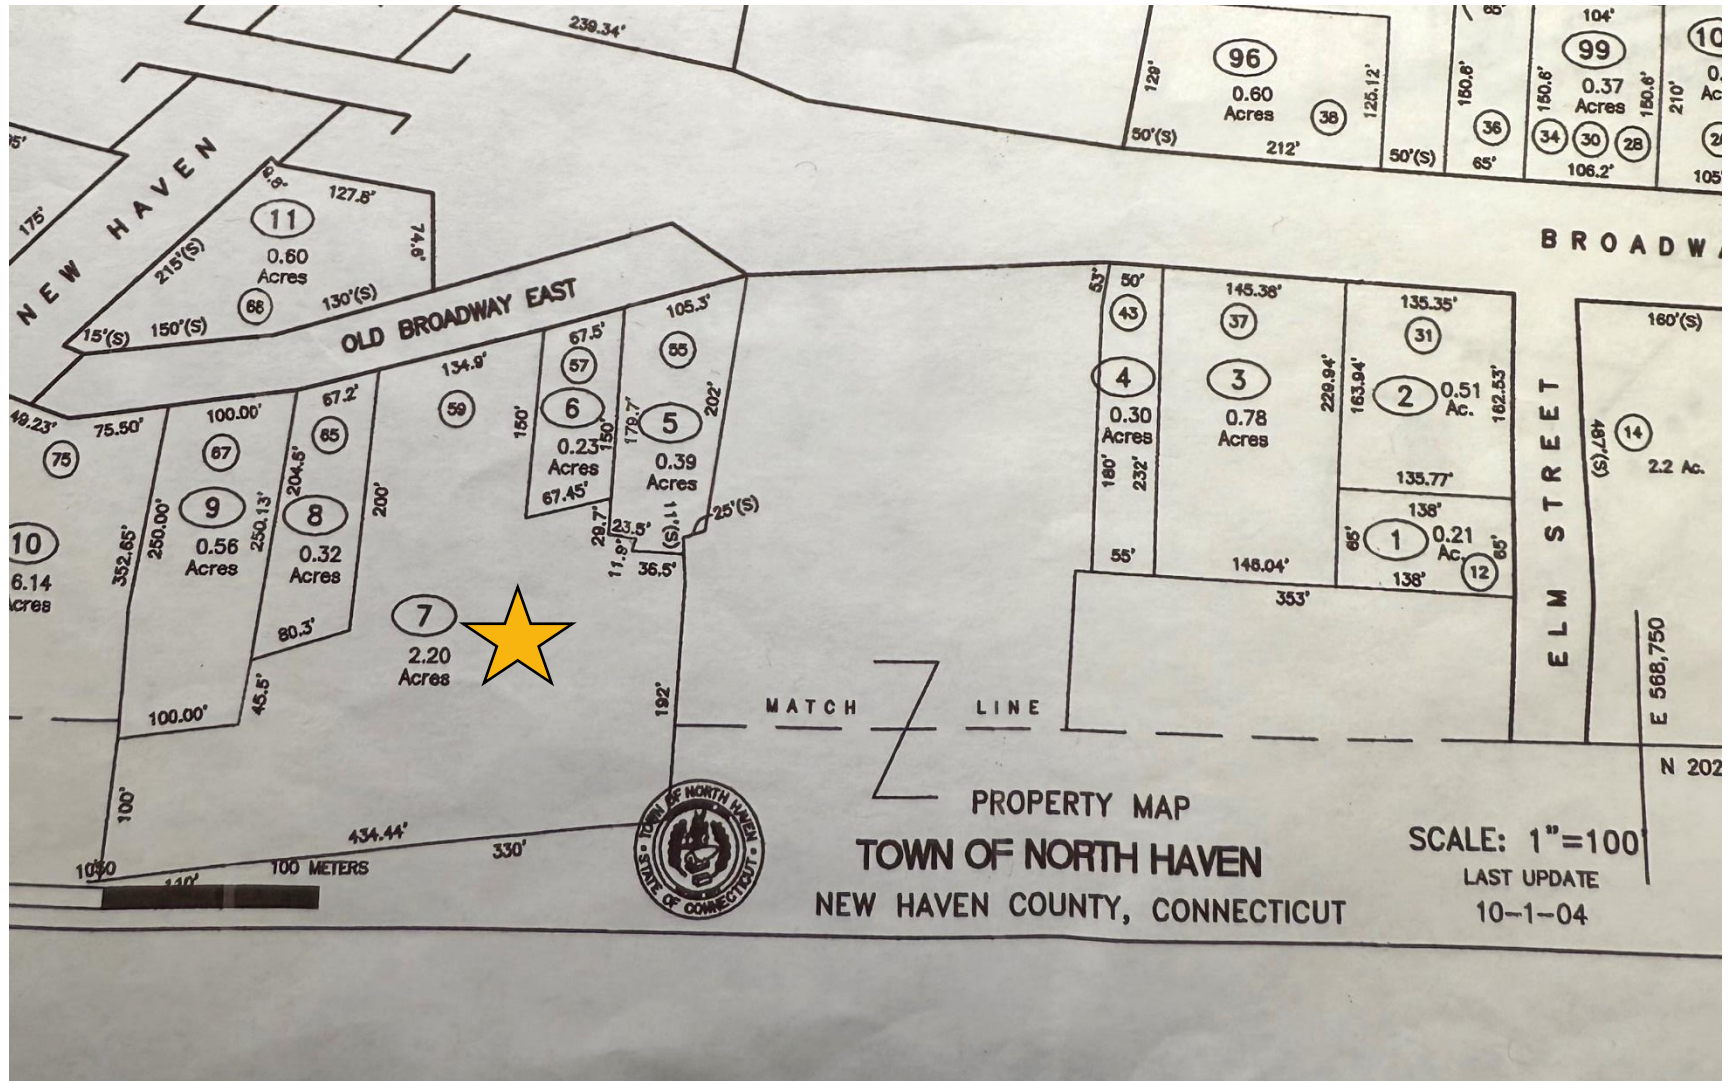 239.34'
NEW HAVEN
175'
9.8'
127.8'
11
0.60
Acres
74.6'
215'(S)
68
130'(S)
15'(S)
150'(S)
OLD BROADWAY EAST
129'
96
0.60
Acres
38
125.12'
50'(S)
212'
50'(S)
65'
150.6'
36
65'
104'
99
0.37
Acres
150.6'
150.6'
34
30
28
106.2'
210'
105'
BROADWA
49.23'
75.50'
75
10
6.14
Acres
352.65'
100.00'
67
9
0.56
Acres
250.00'
250.13'
100.00'
67.2'
65
204.5'
8
0.32
Acres
80.3'
45.5'
200'
134.9'
59
7
2.20
Acres
67.5'
57
6
0.23
Acres
150'
150'
67.45'
105.3'
55
5
0.39
Acres
179.7'
202'
11'(S)
25'(S)
29.7'
23.5'
11.9'
36.5'
192'
100'
434.44'
330'
53'
50'
43
4
0.30
Acres
180'
232'
55'
145.38'
37
3
0.78
Acres
229.94'
146.04'
135.35'
31
2
0.51
Ac.
163.94'
162.53'
135.77'
138'
1
0.21
Ac.
65'
65'
12
138'
353'
ELM STREET
160'(S)
487'(S)
14
2.2 Ac.
E 568,750
N 202
MATCH LINE
PROPERTY MAP
TOWN OF NORTH HAVEN
NEW HAVEN COUNTY, CONNECTICUT
TOWN OF NORTH HAVEN
STATE OF CONNECTICUT
SCALE: 1"=100'
LAST UPDATE
10-1-04
100 METERS